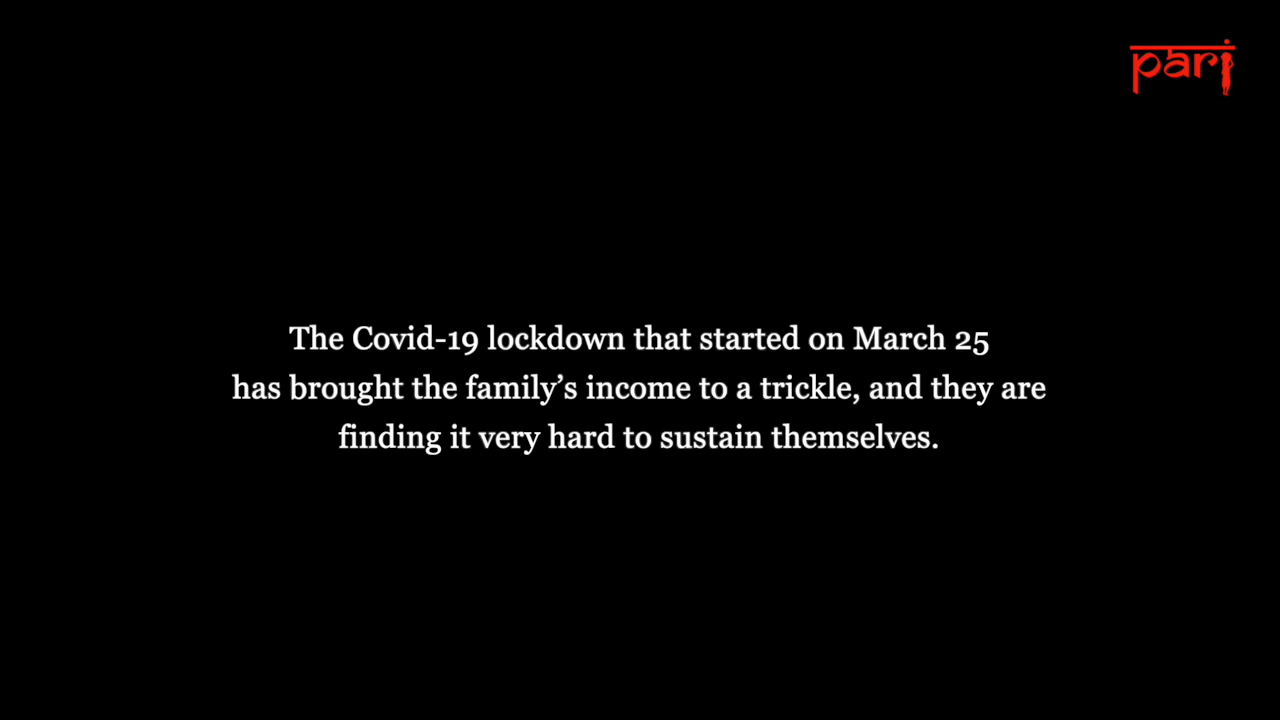 pari
The Covid-19 lockdown that started on March 25
has brought the family’s income to a trickle, and they are
finding it very hard to sustain themselves.